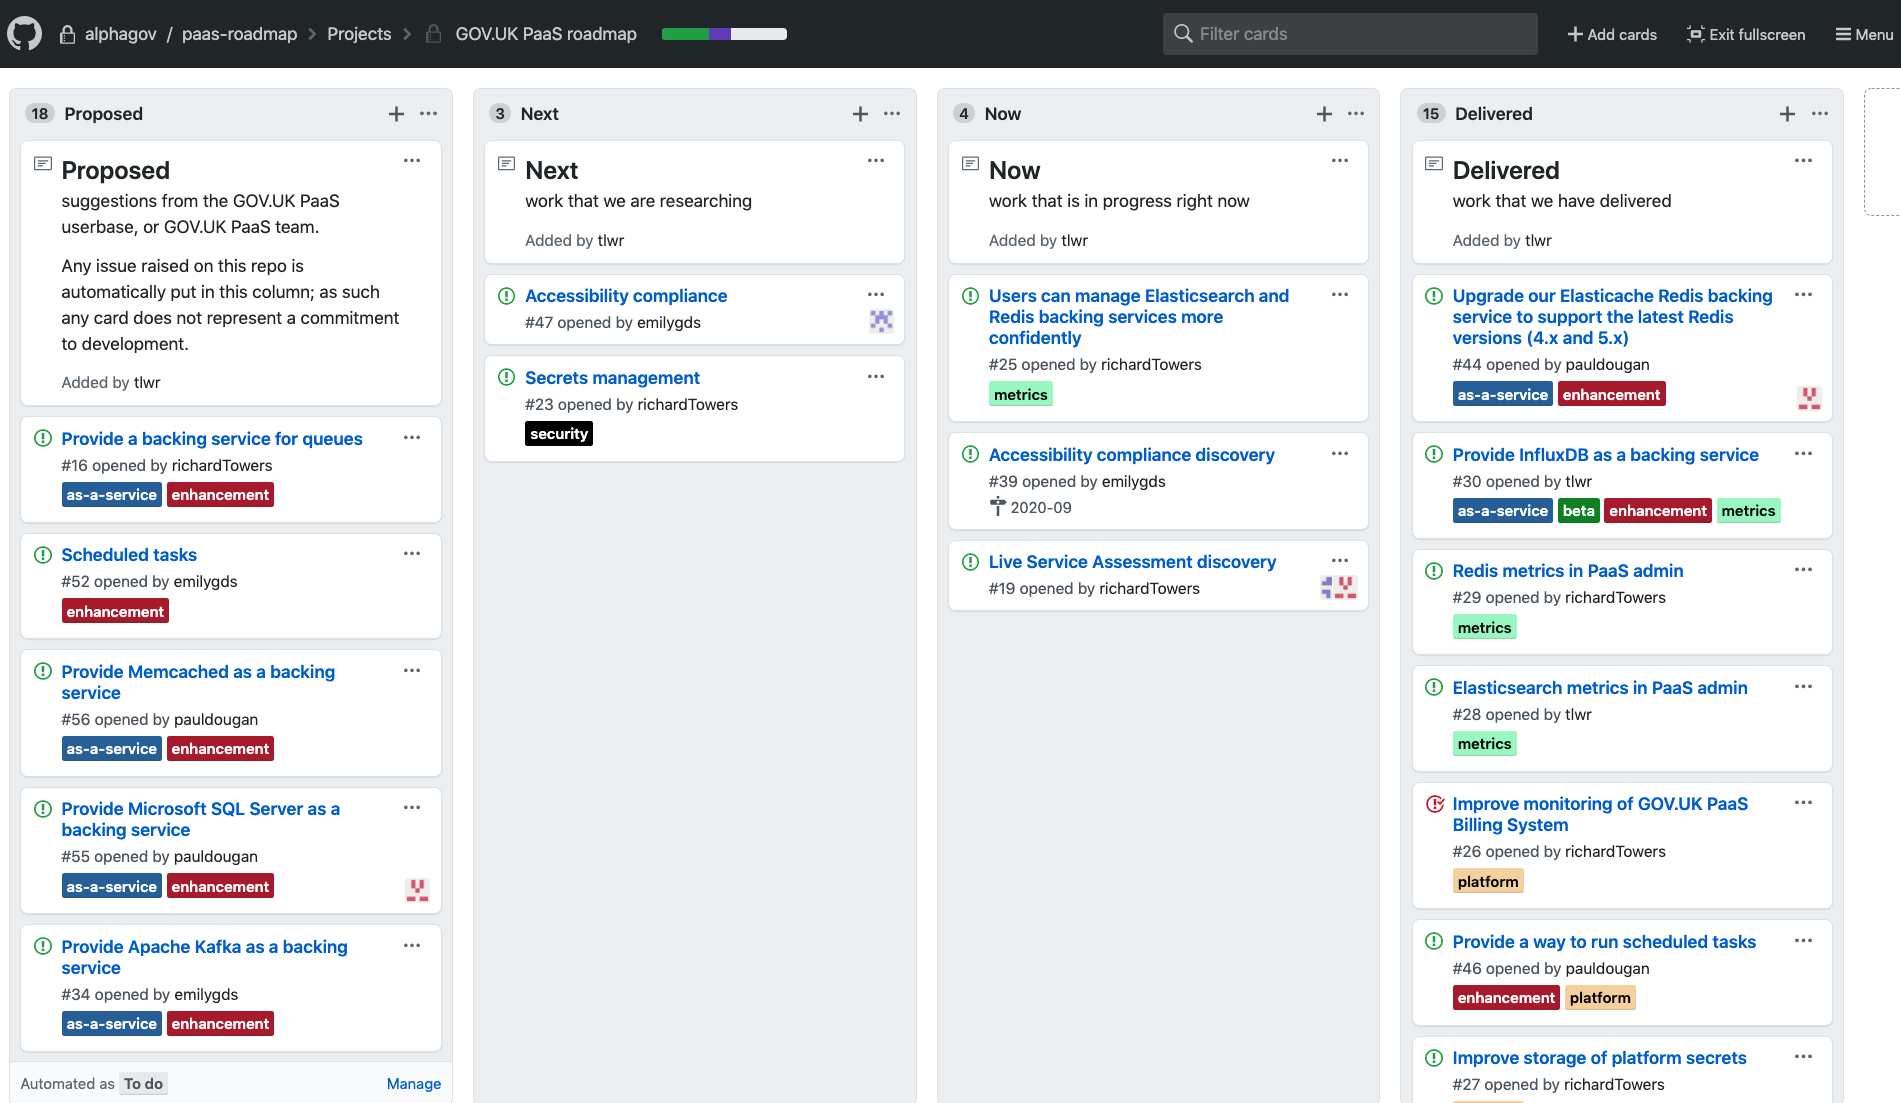 alphagov / paas-roadmap > Projects > GOV.UK PaaS roadmap
Filter cards
+ Add cards
Exit fullscreen
Menu
18 Proposed
Proposed
suggestions from the GOV.UK PaaS
userbase, or GOV.UK PaaS team.
Any issue raised on this repo is
automatically put in this column; as such
any card does not represent a commitment
to development.
Added by tlwr
Provide a backing service for queues
#16 opened by richardTowers
as-a-service enhancement
Scheduled tasks
#52 opened by emilygds
enhancement
Provide Memcached as a backing
service
#56 opened by pauldougan
as-a-service enhancement
Provide Microsoft SQL Server as a
backing service
#55 opened by pauldougan
as-a-service enhancement
Provide Apache Kafka as a backing
service
#34 opened by emilygds
as-a-service enhancement
Automated as To do
Manage
3 Next
Next
work that we are researching
Added by tlwr
Accessibility compliance
#47 opened by emilygds
Secrets management
#23 opened by richardTowers
security
4 Now
Now
work that is in progress right now
Added by tlwr
Users can manage Elasticsearch and
Redis backing services more
confidently
#25 opened by richardTowers
metrics
Accessibility compliance discovery
#39 opened by emilygds
2020-09
Live Service Assessment discovery
#19 opened by richardTowers
15 Delivered
Delivered
work that we have delivered
Added by tlwr
Upgrade our Elasticache Redis backing
service to support the latest Redis
versions (4.x and 5.x)
#44 opened by pauldougan
as-a-service enhancement
Provide InfluxDB as a backing service
#30 opened by tlwr
as-a-service beta enhancement metrics
Redis metrics in PaaS admin
#29 opened by richardTowers
metrics
Elasticsearch metrics in PaaS admin
#28 opened by tlwr
metrics
Improve monitoring of GOV.UK PaaS
Billing System
#26 opened by richardTowers
platform
Provide a way to run scheduled tasks
#46 opened by pauldougan
enhancement platform
Improve storage of platform secrets
#27 opened by richardTowers